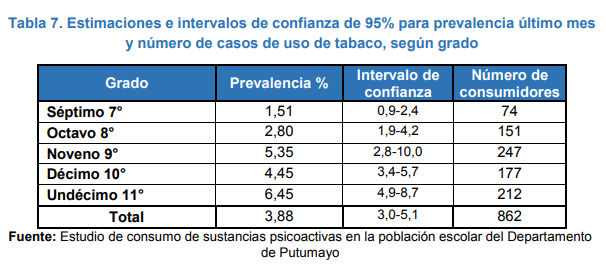 Tabla 7. Estimaciones e intervalos de confianza de 95% para prevalencia último mes
y número de casos de uso de tabaco, según grado
Grado Prevalencia % Intervalo de confianza Número de consumidores
Séptimo 7° 1,51 0,9-2,4 74
Octavo 8° 2,80 1,9-4,2 151
Noveno 9° 5,35 2,8-10,0 247
Décimo 10° 4,45 3,4-5,7 177
Undécimo 11° 6,45 4,9-8,7 212
Total 3,88 3,0-5,1 862
Fuente: Estudio de consumo de sustancias psicoactivas en la población escolar del Departamento
de Putumayo